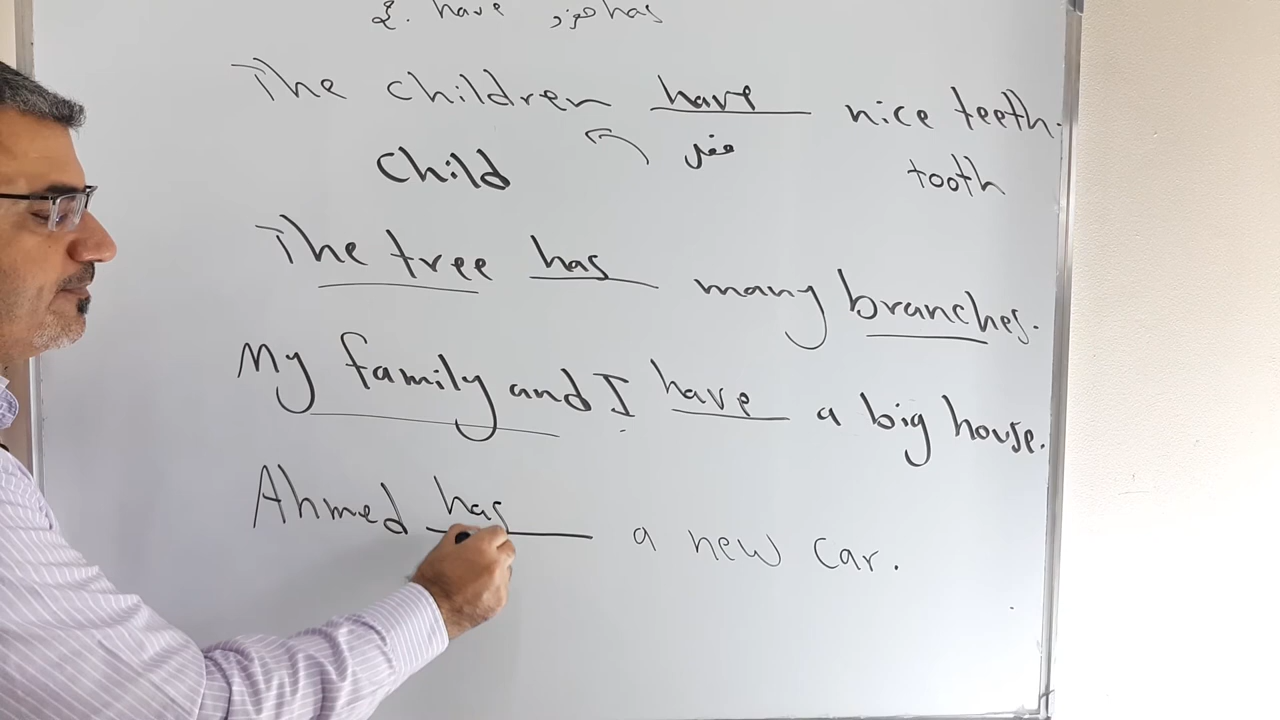 have has
The children have nice teeth.
child tooth
The tree has many branches.
My family and I have a big house.
Ahmed has a new car.